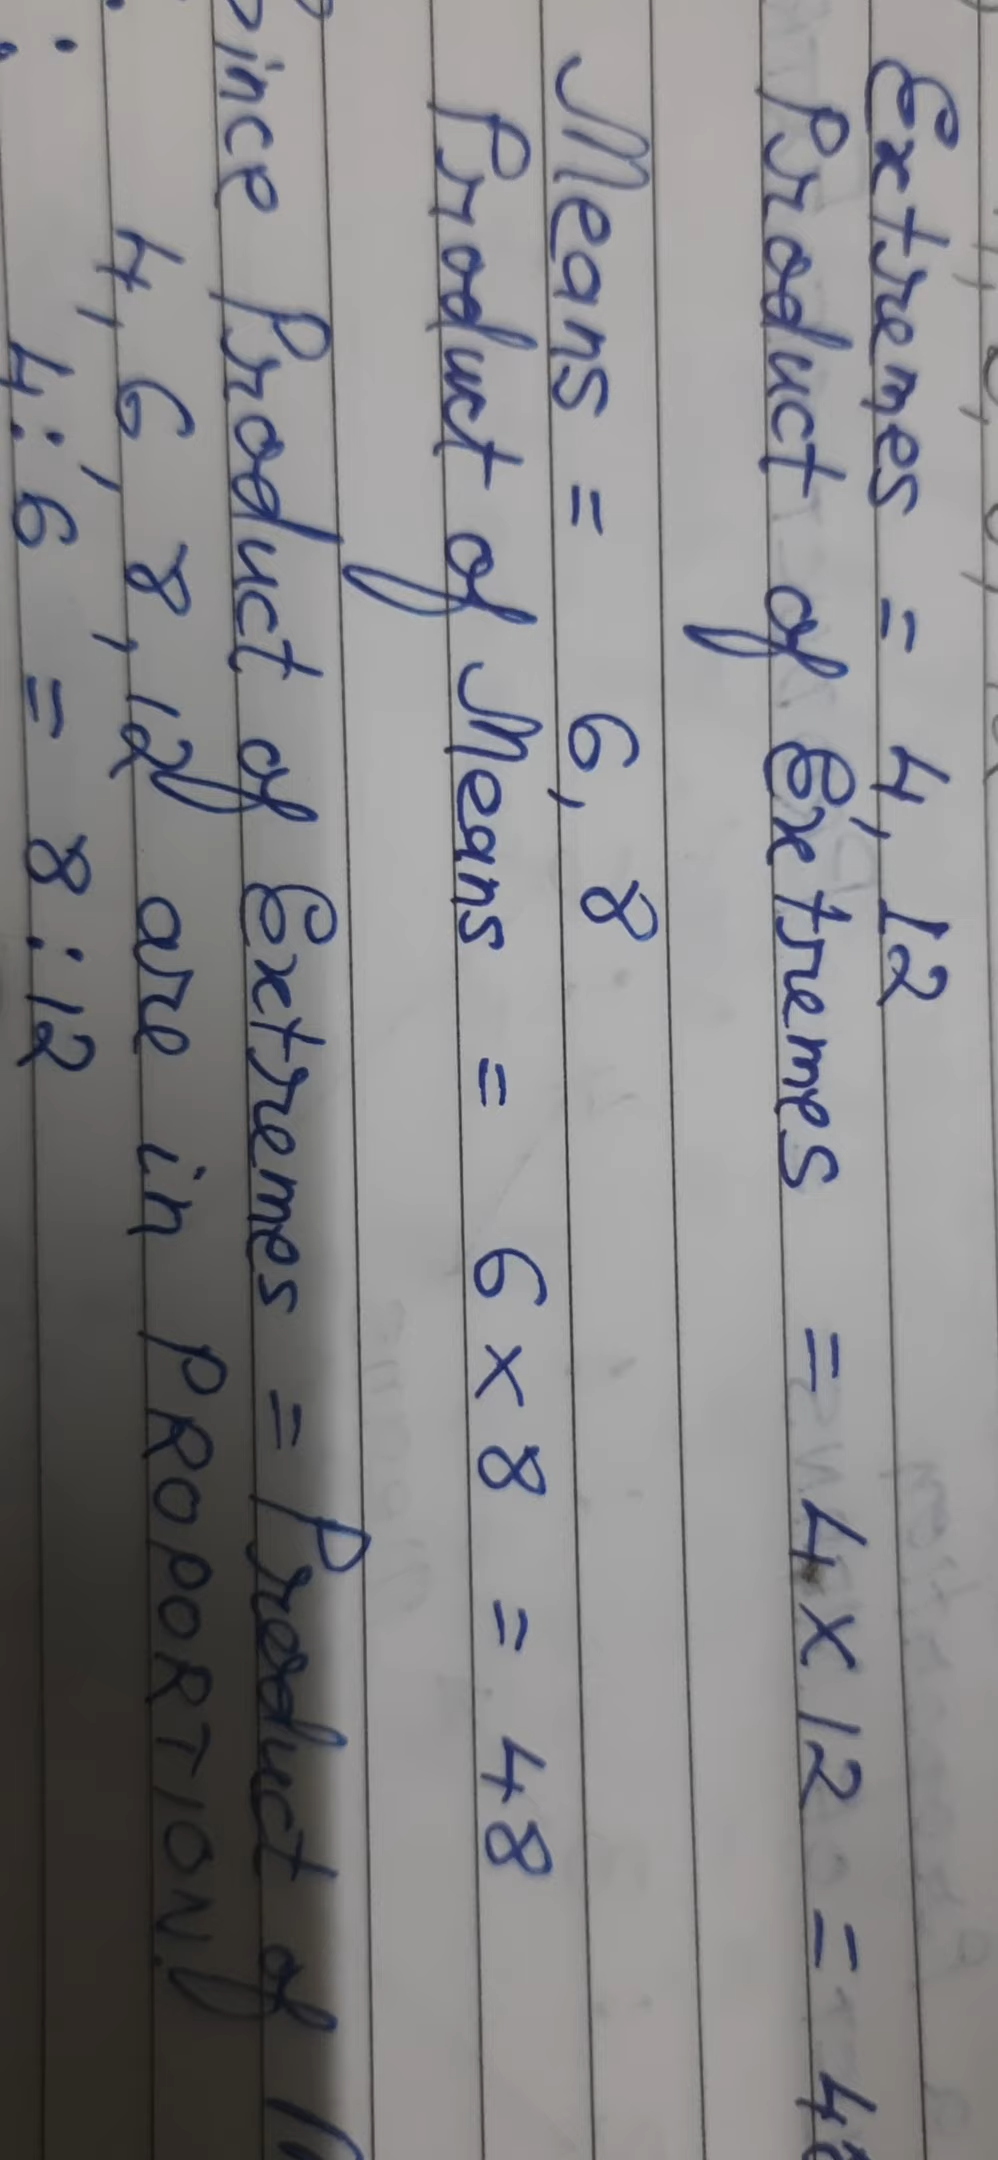 Extremes = 4, 12
Product of Extremes = 4 x 12 = 48
Means = 6, 8
Product of Means = 6 x 8 = 48
Since Product of Extremes = Product of
4, 6, 8, 12 are in PROPORTION.
∴ 4 : 6 = 8 : 12